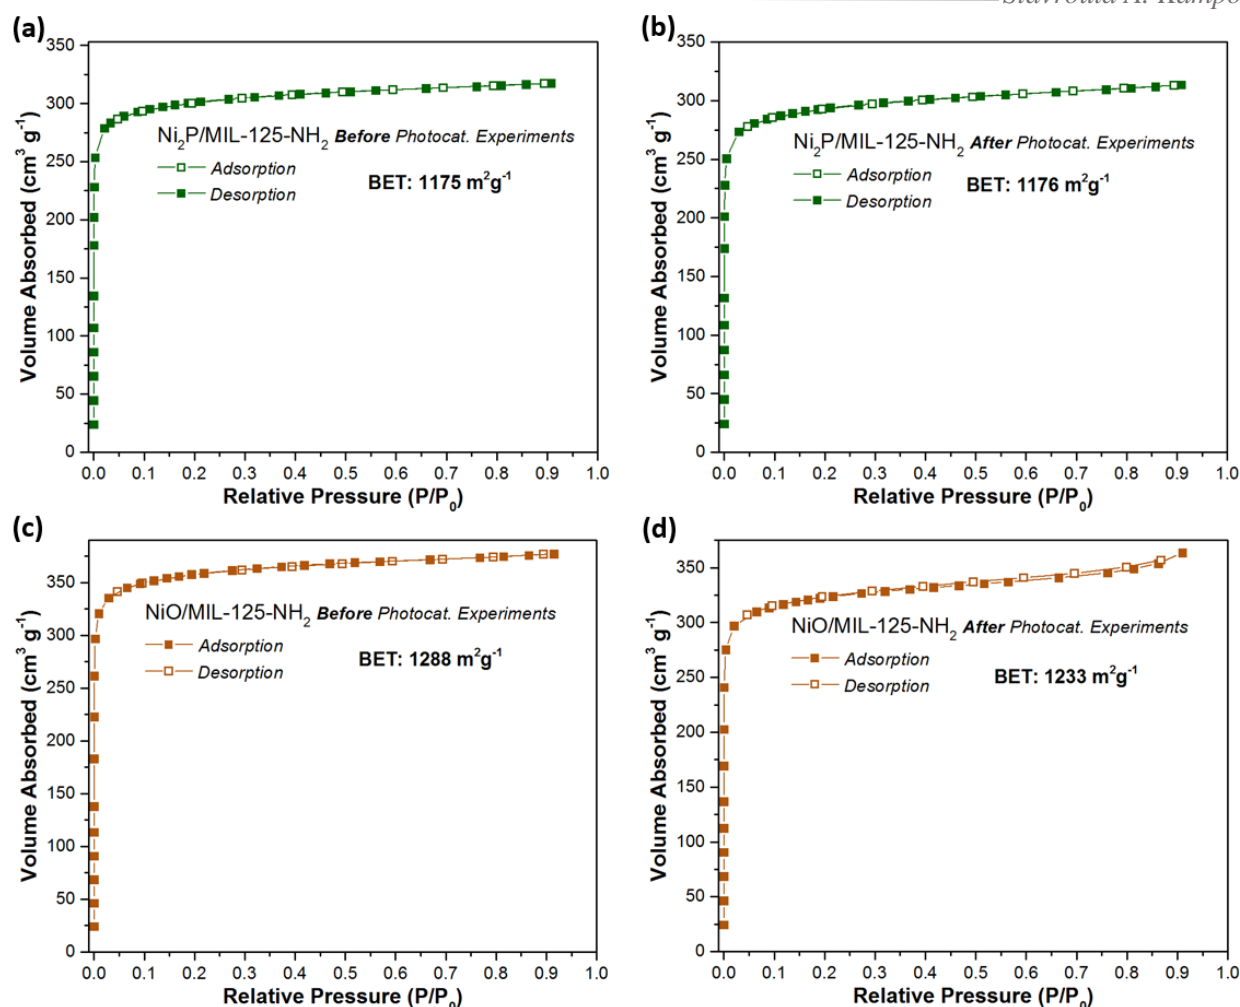 Stavroula A. Kampo
(a)
350
300
250
200
150
100
50
0
Volume Absorbed (cm³ g⁻¹)
Ni₂P/MIL-125-NH₂ Before Photocat. Experiments
Adsorption
Desorption
BET: 1175 m²g⁻¹
0.0 0.1 0.2 0.3 0.4 0.5 0.6 0.7 0.8 0.9 1.0
Relative Pressure (P/P₀)
(b)
350
300
250
200
150
100
50
0
Volume Absorbed (cm³ g⁻¹)
Ni₂P/MIL-125-NH₂ After Photocat. Experiments
Adsorption
Desorption
BET: 1176 m²g⁻¹
0.0 0.1 0.2 0.3 0.4 0.5 0.6 0.7 0.8 0.9 1.0
Relative Pressure (P/P₀)
(c)
350
300
250
200
150
100
50
0
Volume Absorbed (cm³ g⁻¹)
NiO/MIL-125-NH₂ Before Photocat. Experiments
Adsorption
Desorption
BET: 1288 m²g⁻¹
0.0 0.1 0.2 0.3 0.4 0.5 0.6 0.7 0.8 0.9 1.0
Relative Pressure (P/P₀)
(d)
350
300
250
200
150
100
50
0
Volume Absorbed (cm³ g⁻¹)
NiO/MIL-125-NH₂ After Photocat. Experiments
Adsorption
Desorption
BET: 1233 m²g⁻¹
0.0 0.1 0.2 0.3 0.4 0.5 0.6 0.7 0.8 0.9 1.0
Relative Pressure (P/P₀)